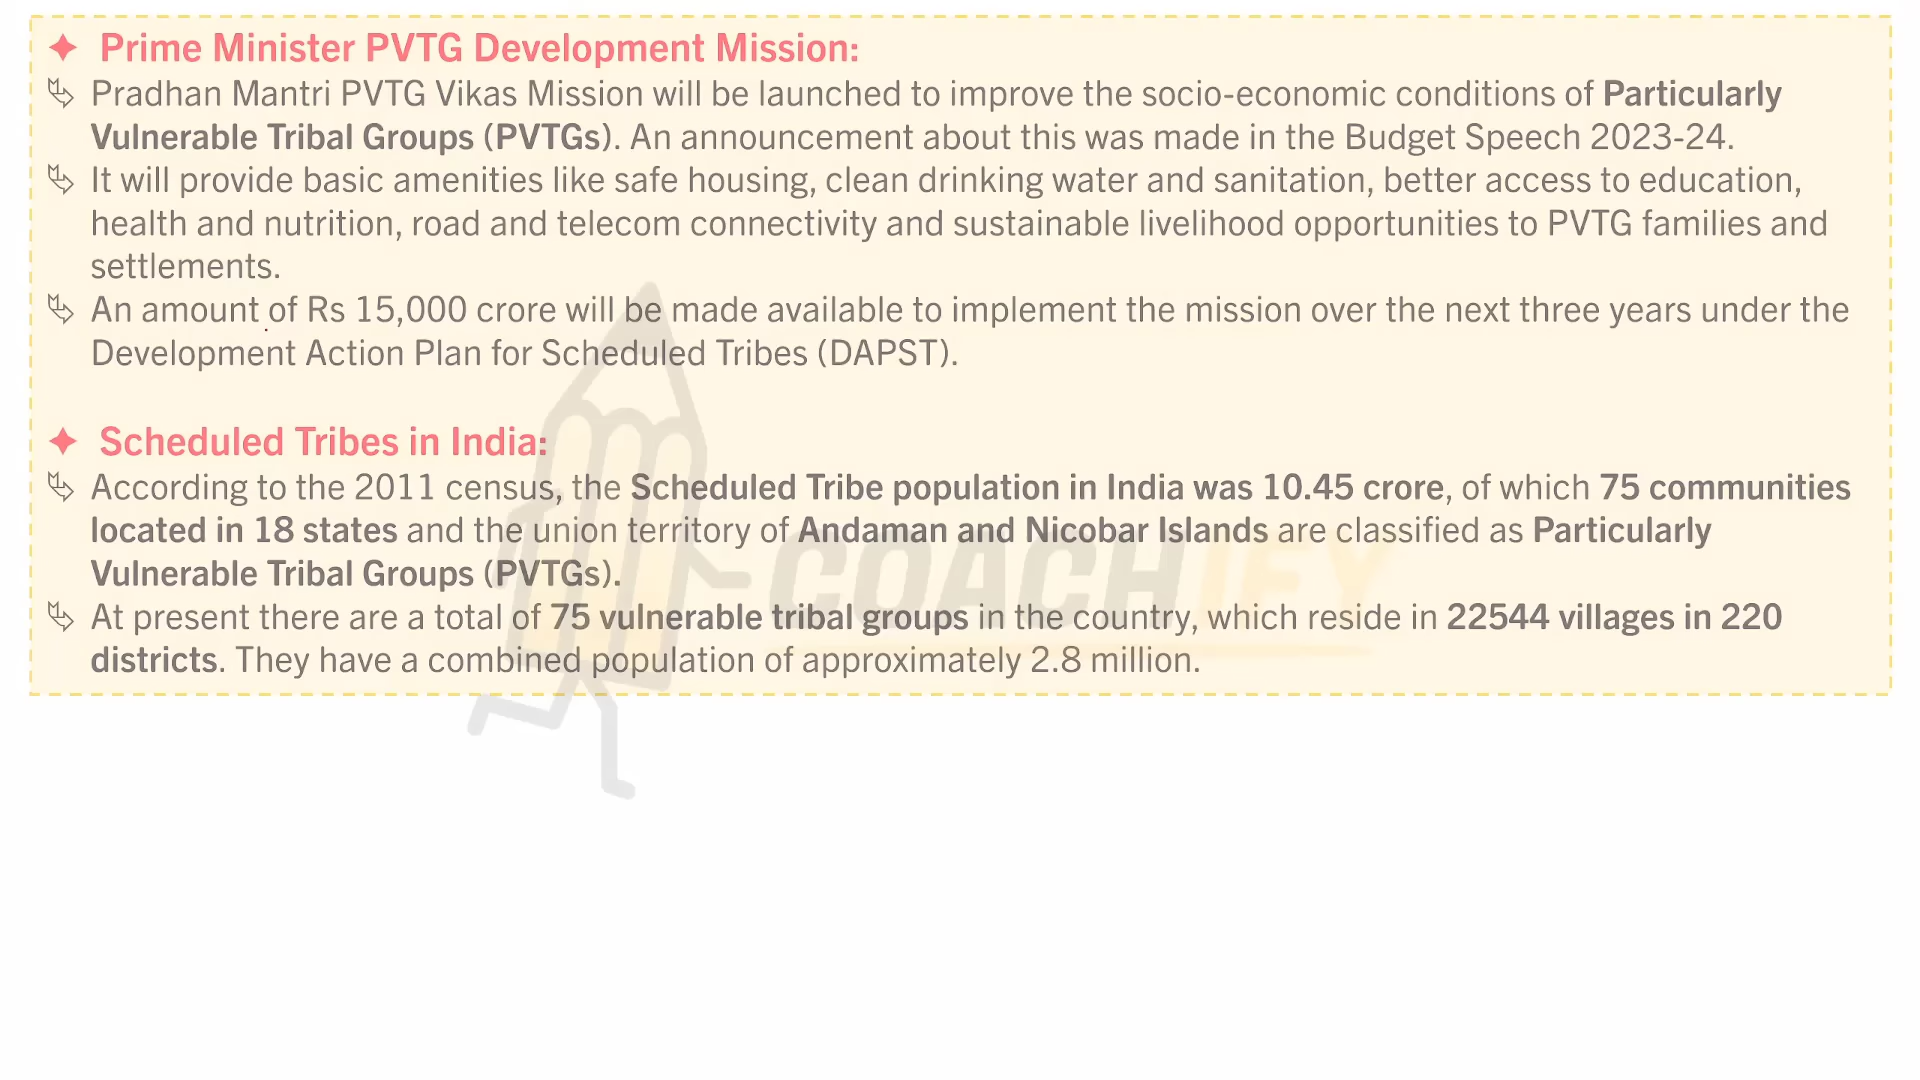 ✦ Prime Minister PVTG Development Mission:
Pradhan Mantri PVTG Vikas Mission will be launched to improve the socio-economic conditions of Particularly
Vulnerable Tribal Groups (PVTGs). An announcement about this was made in the Budget Speech 2023-24.
It will provide basic amenities like safe housing, clean drinking water and sanitation, better access to education,
health and nutrition, road and telecom connectivity and sustainable livelihood opportunities to PVTG families and
settlements.
An amount of Rs 15,000 crore will be made available to implement the mission over the next three years under the
Development Action Plan for Scheduled Tribes (DAPST).
✦ Scheduled Tribes in India:
According to the 2011 census, the Scheduled Tribe population in India was 10.45 crore, of which 75 communities
located in 18 states and the union territory of Andaman and Nicobar Islands are classified as Particularly
Vulnerable Tribal Groups (PVTGs).
At present there are a total of 75 vulnerable tribal groups in the country, which reside in 22544 villages in 220
districts. They have a combined population of approximately 2.8 million.
COACHIFY